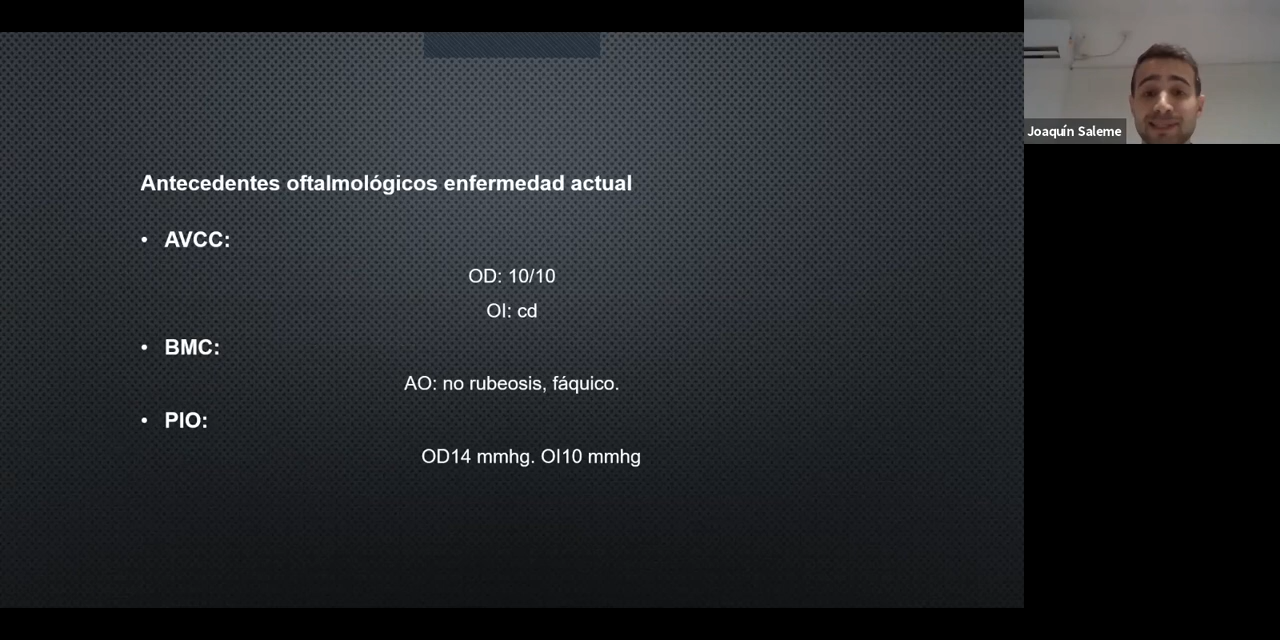 Antecedentes oftalmológicos enfermedad actual
• AVCC:
OD: 10/10
OI: cd
• BMC:
AO: no rubeosis, fáquico.
• PIO:
OD14 mmhg. OI10 mmhg
Joaquín Saleme